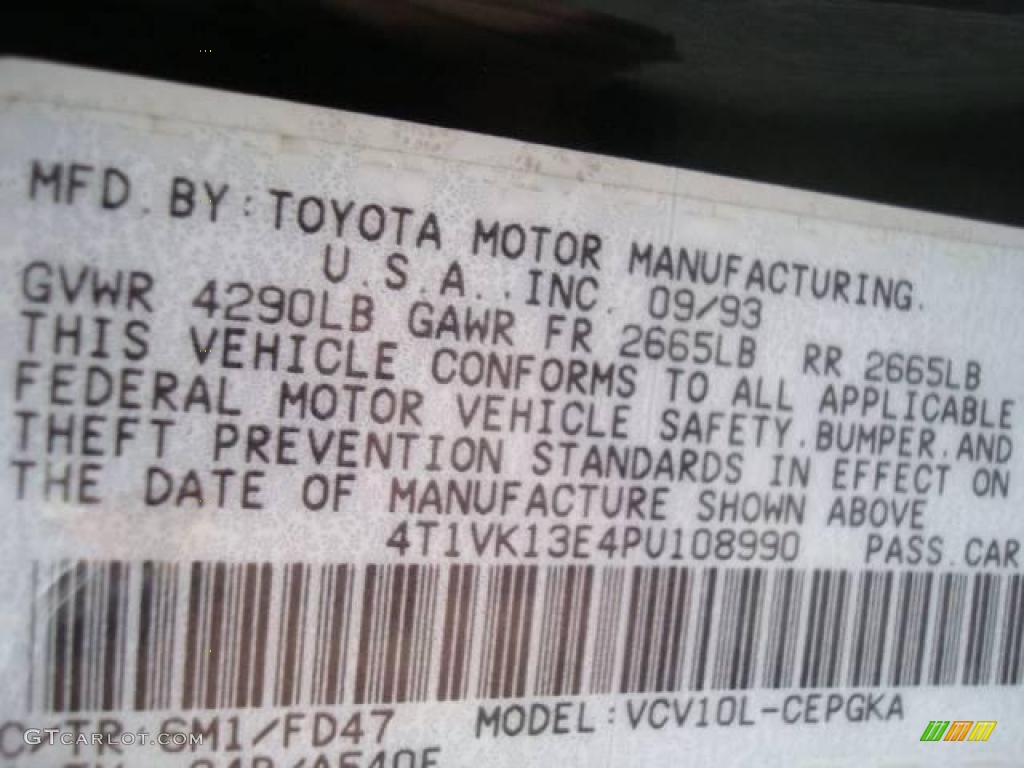 MFD. BY: TOYOTA MOTOR MANUFACTURING.
U.S.A., INC. 09/93
GVWR 4290LB GAWR FR 2665LB RR 2665LB
THIS VEHICLE CONFORMS TO ALL APPLICABLE
FEDERAL MOTOR VEHICLE SAFETY, BUMPER, AND
THEFT PREVENTION STANDARDS IN EFFECT ON
THE DATE OF MANUFACTURE SHOWN ABOVE
4T1VK13E4PU108990 PASS. CAR
MODEL: VCV10L-CEPGKA
C/TR: 6M1/FD47
GTCARLOT.COM